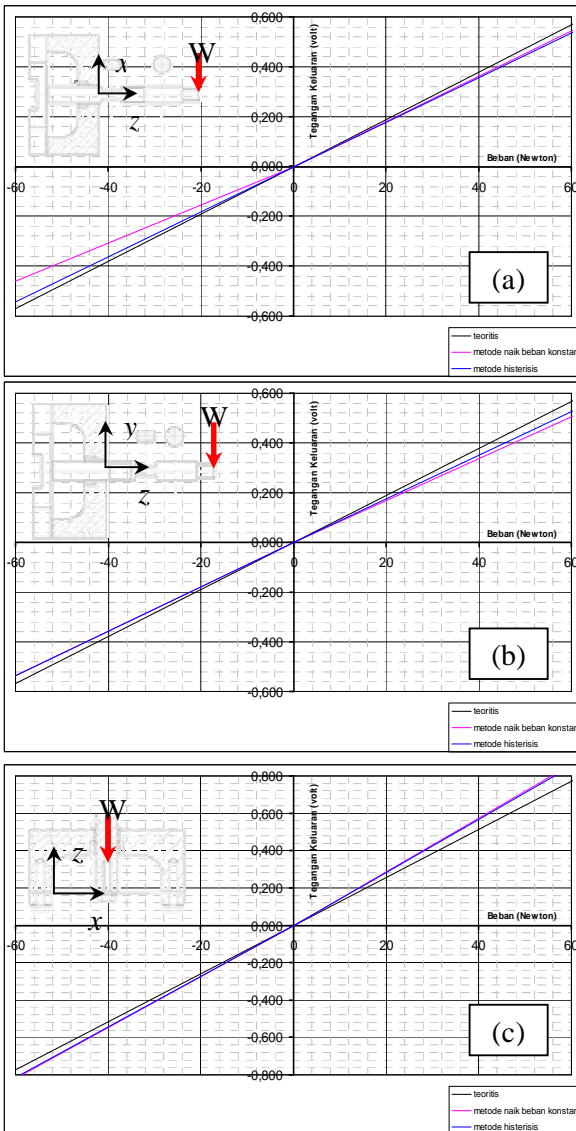 0,600
0,400
0,200
0,000
-0,200
-0,400
-0,600
-60 -40 -20 0 20 40 60
Tegangan Keluaran (volt)
Beban (Newton)
W
x
z
(a)
teoritis
metode naik beban konstan
metode histerisis
0,600
0,400
0,200
0,000
-0,200
-0,400
-0,600
-60 -40 -20 0 20 40 60
Tegangan Keluaran (volt)
Beban (Newton)
W
y
z
(b)
teoritis
metode naik beban konstan
metode histerisis
0,800
0,600
0,400
0,200
0,000
-0,200
-0,400
-0,600
-0,800
-60 -40 -20 0 20 40 60
Tegangan Keluaran (volt)
Beban (Newton)
W
z
x
(c)
teoritis
metode naik beban konstan
metode histerisis